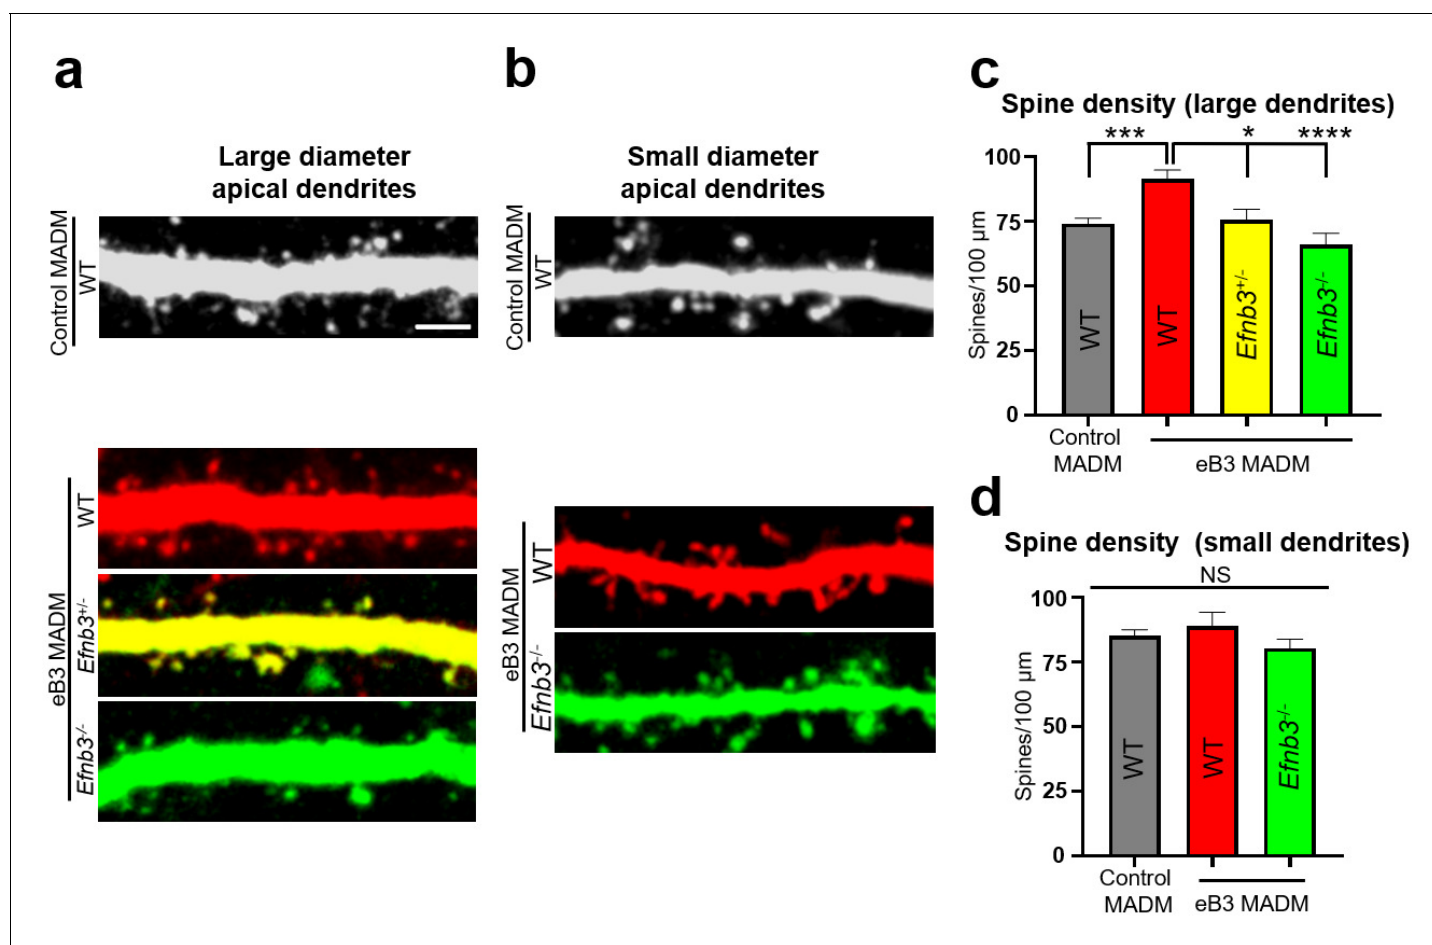 a
Large diameter
apical dendrites
Control MADM
WT
eB3 MADM
WT
Efnb3+/-
Efnb3-/-
b
Small diameter
apical dendrites
Control MADM
WT
eB3 MADM
WT
Efnb3-/-
c
Spine density (large dendrites)
*** * ****
100
75
50
25
0
Spines/100 µm
WT
WT
Efnb3+/-
Efnb3-/-
Control
MADM
eB3 MADM
d
Spine density (small dendrites)
NS
100
75
50
25
0
Spines/100 µm
WT
WT
Efnb3-/-
Control
MADM
eB3 MADM